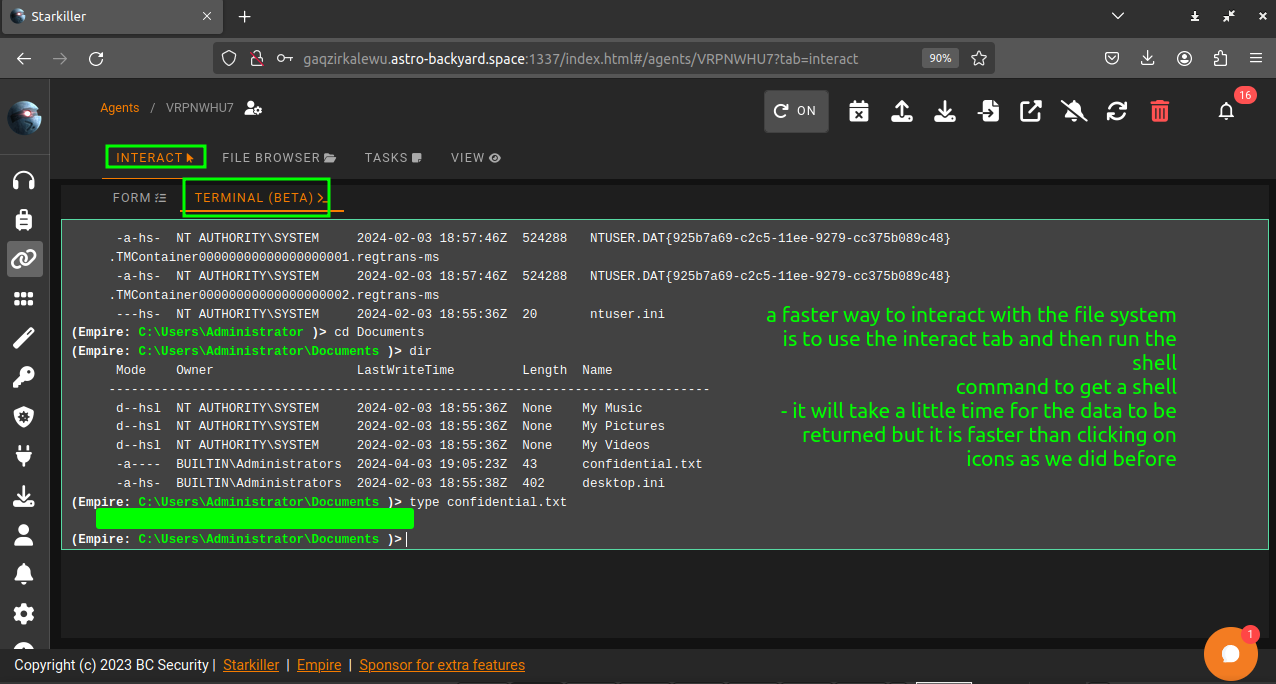 Starkiller
gaqzirkalewu.astro-backyard.space:1337/index.html#/agents/VRPNWHU7?tab=interact
90%
Agents / VRPNWHU7
ON
16
INTERACT FILE BROWSER TASKS VIEW
FORM TERMINAL (BETA)
-a-hs- NT AUTHORITY\SYSTEM 2024-02-03 18:57:46Z 524288 NTUSER.DAT{925b7a69-c2c5-11ee-9279-cc375b089c48}
.TMContainer00000000000000000001.regtrans-ms
-a-hs- NT AUTHORITY\SYSTEM 2024-02-03 18:57:46Z 524288 NTUSER.DAT{925b7a69-c2c5-11ee-9279-cc375b089c48}
.TMContainer00000000000000000002.regtrans-ms
---hs- NT AUTHORITY\SYSTEM 2024-02-03 18:55:36Z 20 ntuser.ini
(Empire: C:\Users\Administrator )> cd Documents
(Empire: C:\Users\Administrator\Documents )> dir
Mode Owner LastWriteTime Length Name
--------------------------------------------------------------------------------
d--hsl NT AUTHORITY\SYSTEM 2024-02-03 18:55:36Z None My Music
d--hsl NT AUTHORITY\SYSTEM 2024-02-03 18:55:36Z None My Pictures
d--hsl NT AUTHORITY\SYSTEM 2024-02-03 18:55:36Z None My Videos
-a---- BUILTIN\Administrators 2024-04-03 19:05:23Z 43 confidential.txt
-a-hs- BUILTIN\Administrators 2024-02-03 18:55:38Z 402 desktop.ini
(Empire: C:\Users\Administrator\Documents )> type confidential.txt
(Empire: C:\Users\Administrator\Documents )>
a faster way to interact with the file system
is to use the interact tab and then run the
shell
command to get a shell
- it will take a little time for the data to be
returned but it is faster than clicking on
icons as we did before
1
Copyright (c) 2023 BC Security | Starkiller | Empire | Sponsor for extra features